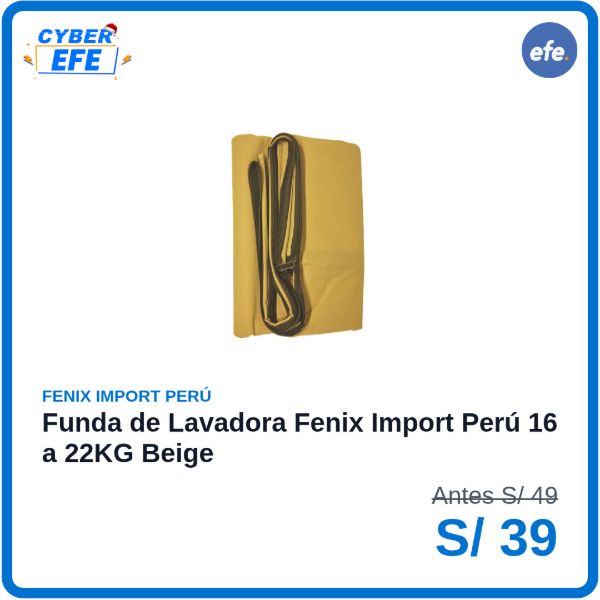 CYBER
EFE
efe.
FENIX IMPORT PERÚ
Funda de Lavadora Fenix Import Perú 16
a 22KG Beige
Antes S/ 49
S/ 39